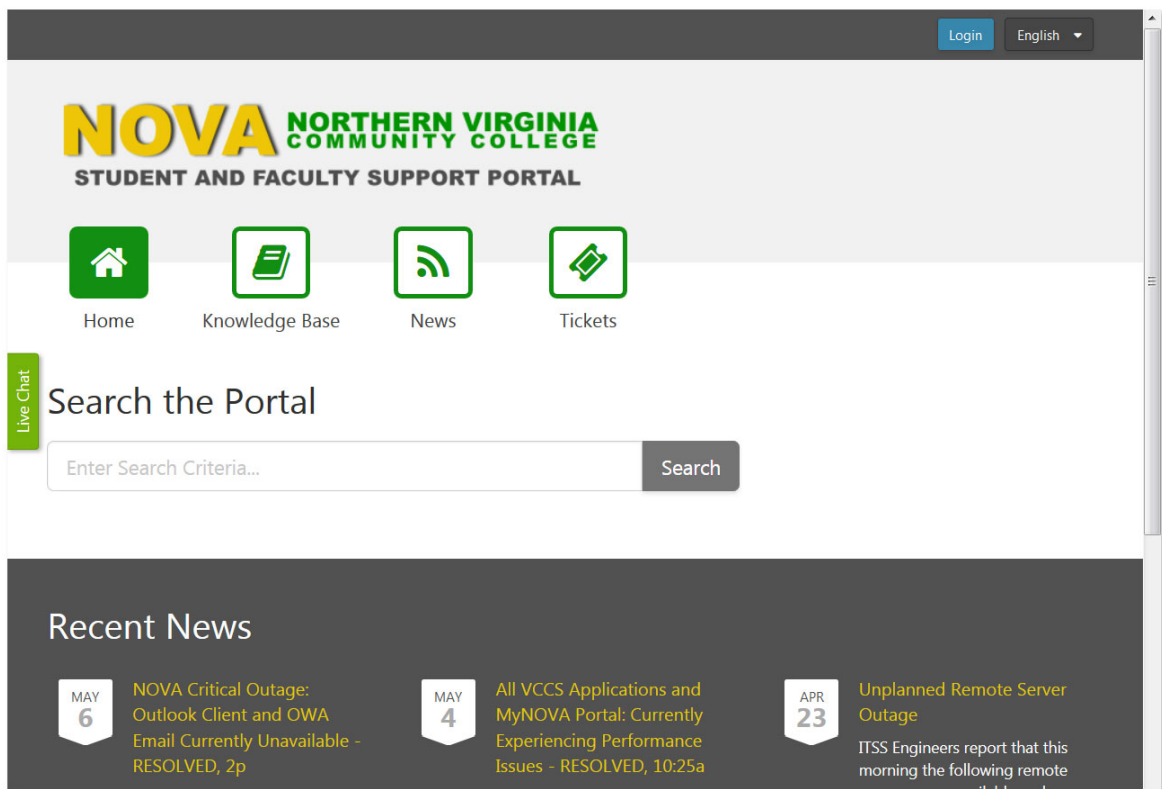 Login
English
NOVA NORTHERN VIRGINIA
COMMUNITY COLLEGE
STUDENT AND FACULTY SUPPORT PORTAL
Home
Knowledge Base
News
Tickets
Live Chat
Search the Portal
Enter Search Criteria...
Search
Recent News
MAY
6
NOVA Critical Outage:
Outlook Client and OWA
Email Currently Unavailable -
RESOLVED, 2p
MAY
4
All VCCS Applications and
MyNOVA Portal: Currently
Experiencing Performance
Issues - RESOLVED, 10:25a
APR
23
Unplanned Remote Server
Outage
ITSS Engineers report that this
morning the following remote